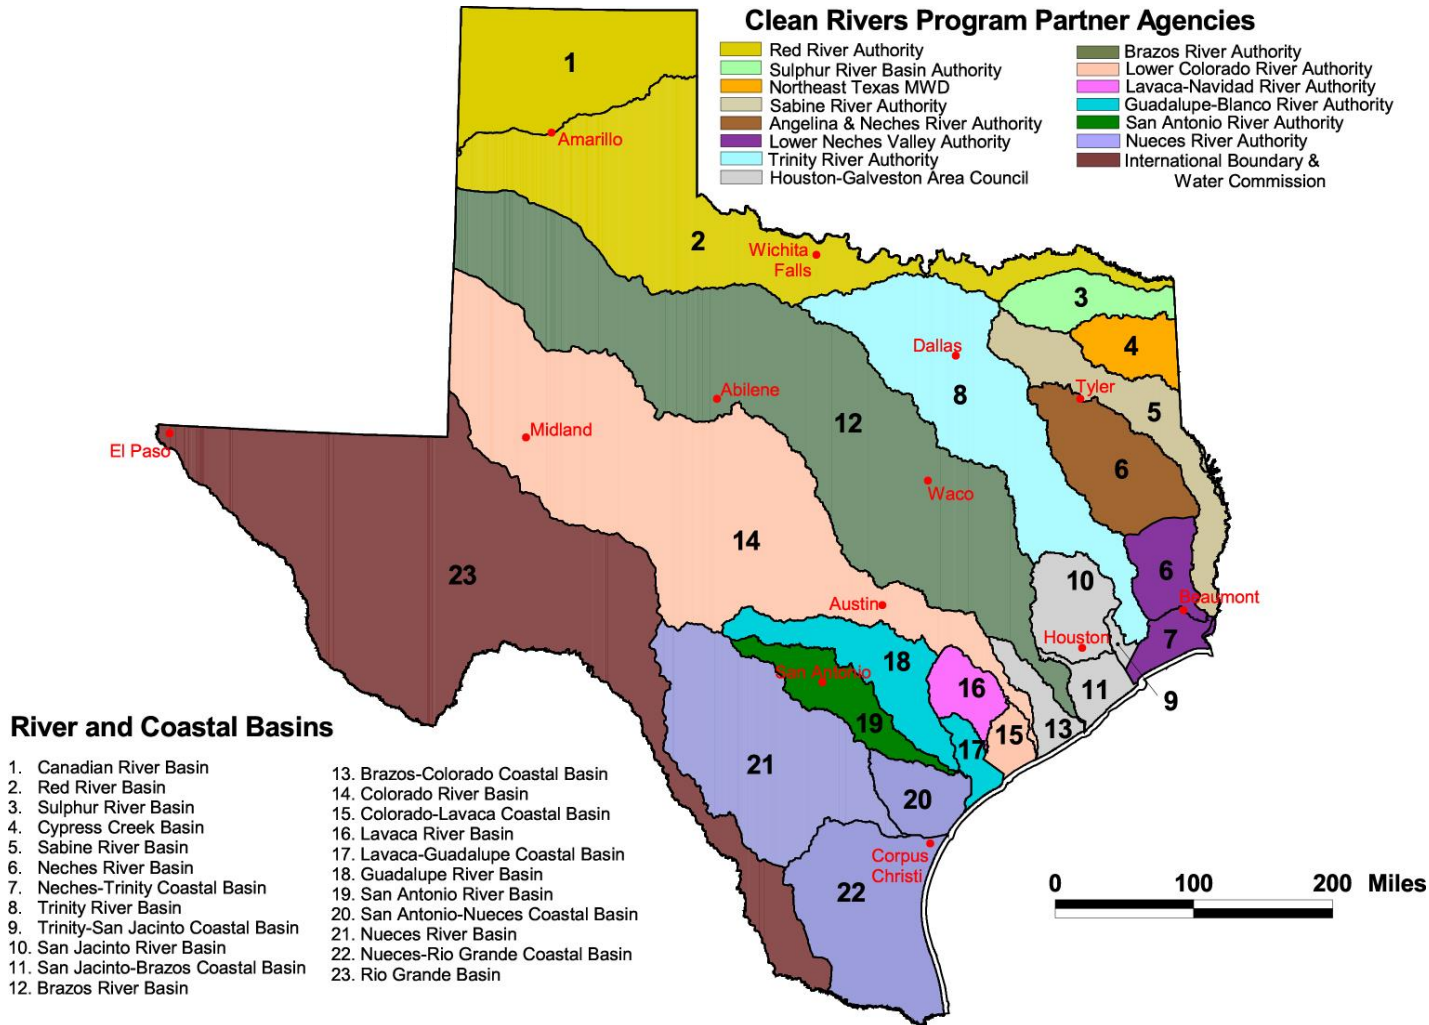 Clean Rivers Program Partner Agencies
Red River Authority
Sulphur River Basin Authority
Northeast Texas MWD
Sabine River Authority
Angelina & Neches River Authority
Lower Neches Valley Authority
Trinity River Authority
Houston-Galveston Area Council
Brazos River Authority
Lower Colorado River Authority
Lavaca-Navidad River Authority
Guadalupe-Blanco River Authority
San Antonio River Authority
Nueces River Authority
International Boundary &
Water Commission
1
Amarillo
2
Wichita
Falls
3
4
Dallas
8
Tyler
5
Abilene
12
Midland
El Paso
6
Waco
14
23
10
6
Beaumont
Austin
Houston
7
18
San Antonio
16
11
9
19
15
13
17
21
20
Corpus
Christi
22
0 100 200 Miles
River and Coastal Basins
1. Canadian River Basin
2. Red River Basin
3. Sulphur River Basin
4. Cypress Creek Basin
5. Sabine River Basin
6. Neches River Basin
7. Neches-Trinity Coastal Basin
8. Trinity River Basin
9. Trinity-San Jacinto Coastal Basin
10. San Jacinto River Basin
11. San Jacinto-Brazos Coastal Basin
12. Brazos River Basin
13. Brazos-Colorado Coastal Basin
14. Colorado River Basin
15. Colorado-Lavaca Coastal Basin
16. Lavaca River Basin
17. Lavaca-Guadalupe Coastal Basin
18. Guadalupe River Basin
19. San Antonio River Basin
20. San Antonio-Nueces Coastal Basin
21. Nueces River Basin
22. Nueces-Rio Grande Coastal Basin
23. Rio Grande Basin